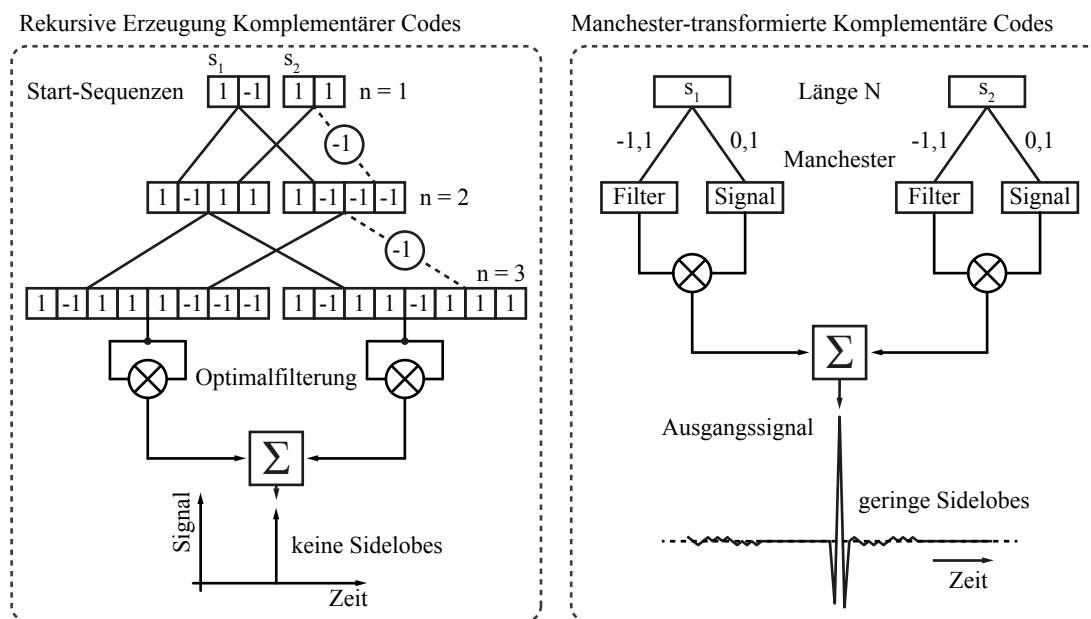 Rekursive Erzeugung Komplementärer Codes
s1 s2
Start-Sequenzen 1 -1 1 1 n = 1
-1
1 -1 1 1 1 -1 -1 -1 n = 2
-1
n = 3
1 -1 1 1 1 -1 -1 -1 1 -1 1 1 -1 1 1 1
Optimalfilterung
Σ
Signal
keine Sidelobes
Zeit
Manchester-transformierte Komplementäre Codes
s1 Länge N s2
-1,1 0,1 -1,1 0,1
Manchester
Filter Signal Filter Signal
Σ
Ausgangssignal
geringe Sidelobes
Zeit